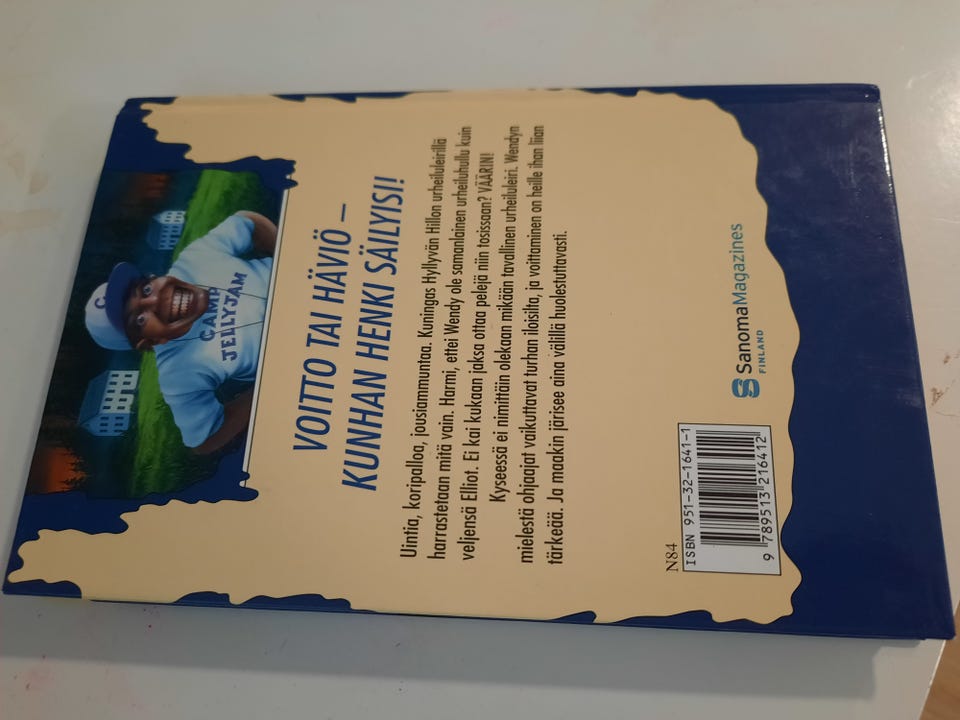 C
CAMP
JELLYJAM
VOITTO TAI HÄVIÖ –
KUNHAN HENKI SÄILYISI!
Uintia, koripalloa, jousiammuntaa. Kuningas Hyllyvän Hillon urheiluleirillä
harrastetaan mitä vain. Harmi, ettei Wendy ole samanlainen urheiluhullu kuin
veljensä Elliot. Ei kai kukaan jaksa ottaa pelejä niin tosissaan? VÄÄRIN!
Kyseessä ei nimittäin olekaan mikään tavallinen urheiluleiri. Wendyn
mielestä ohjaajat vaikuttavat turhan iloisilta, ja voittaminen on heille ihan liian
tärkeää. Ja maakin järisee aina välillä huolestuttavasti.
N84
ISBN 951-32-1641-1
9 789513 216412
SanomaMagazines
FINLAND